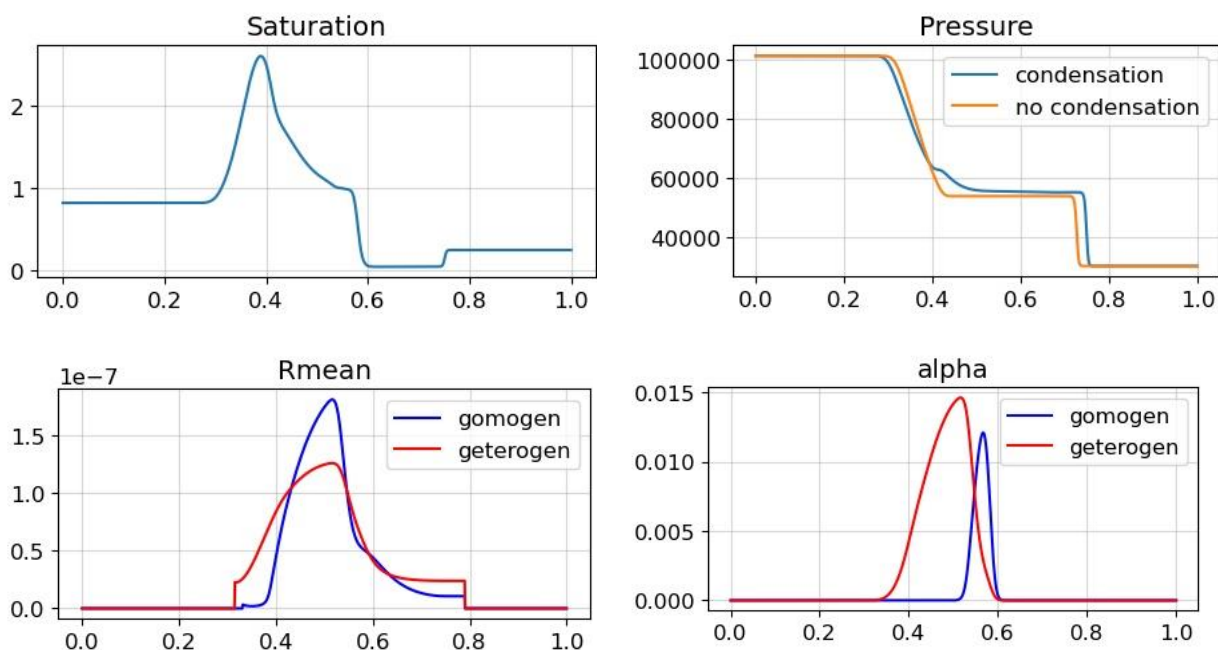 Saturation
2
1
0
0.0 0.2 0.4 0.6 0.8 1.0
Pressure
100000
80000
60000
40000
condensation
no condensation
0.0 0.2 0.4 0.6 0.8 1.0
Rmean
1e−7
1.5
1.0
0.5
0.0
gomogen
geterogen
0.0 0.2 0.4 0.6 0.8 1.0
alpha
0.015
0.010
0.005
0.000
gomogen
geterogen
0.0 0.2 0.4 0.6 0.8 1.0